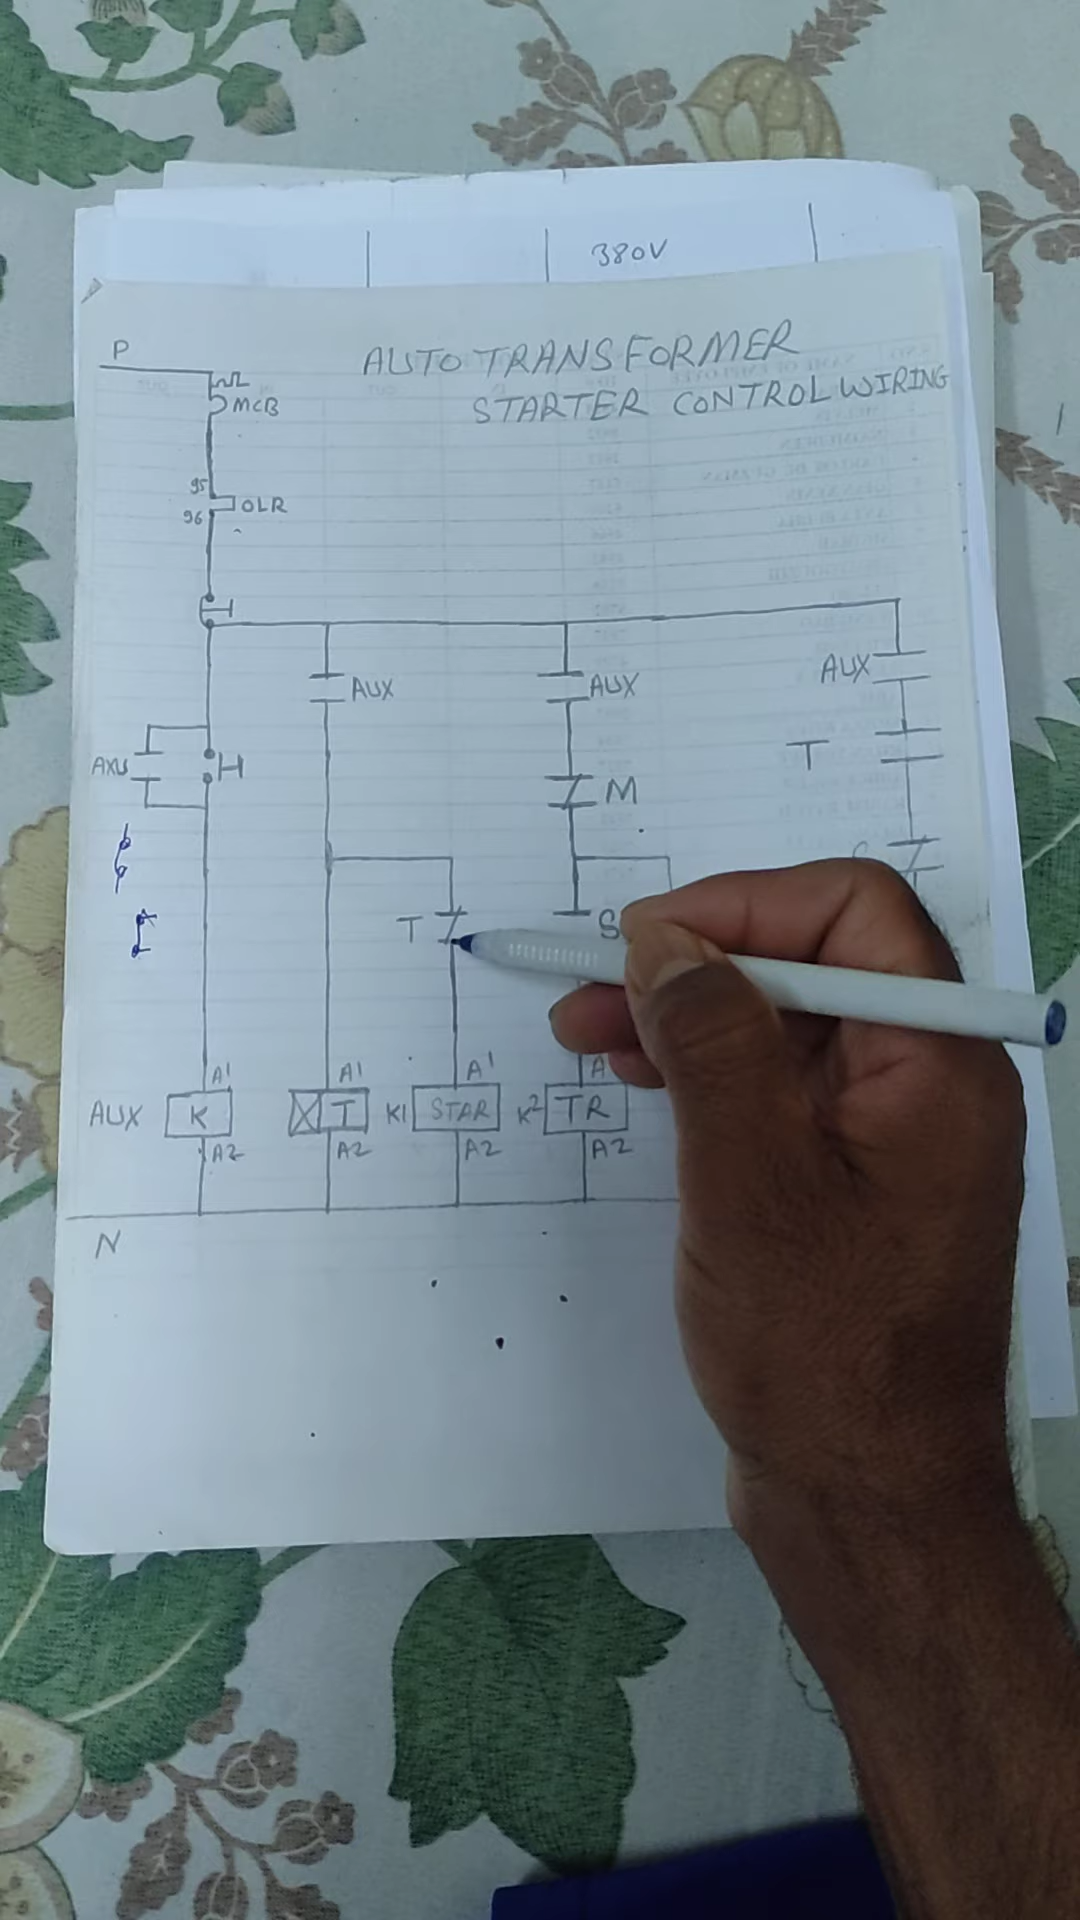 380V
P
AUTO TRANSFORMER
STARTER CONTROL WIRING
MCB
95
OLR
96
AUX
AUX
AUX
AXU
T
M
T
S
A1
A1
A1
A
AUX
K
T
K1
STAR
K2
TR
A2
A2
A2
A2
N